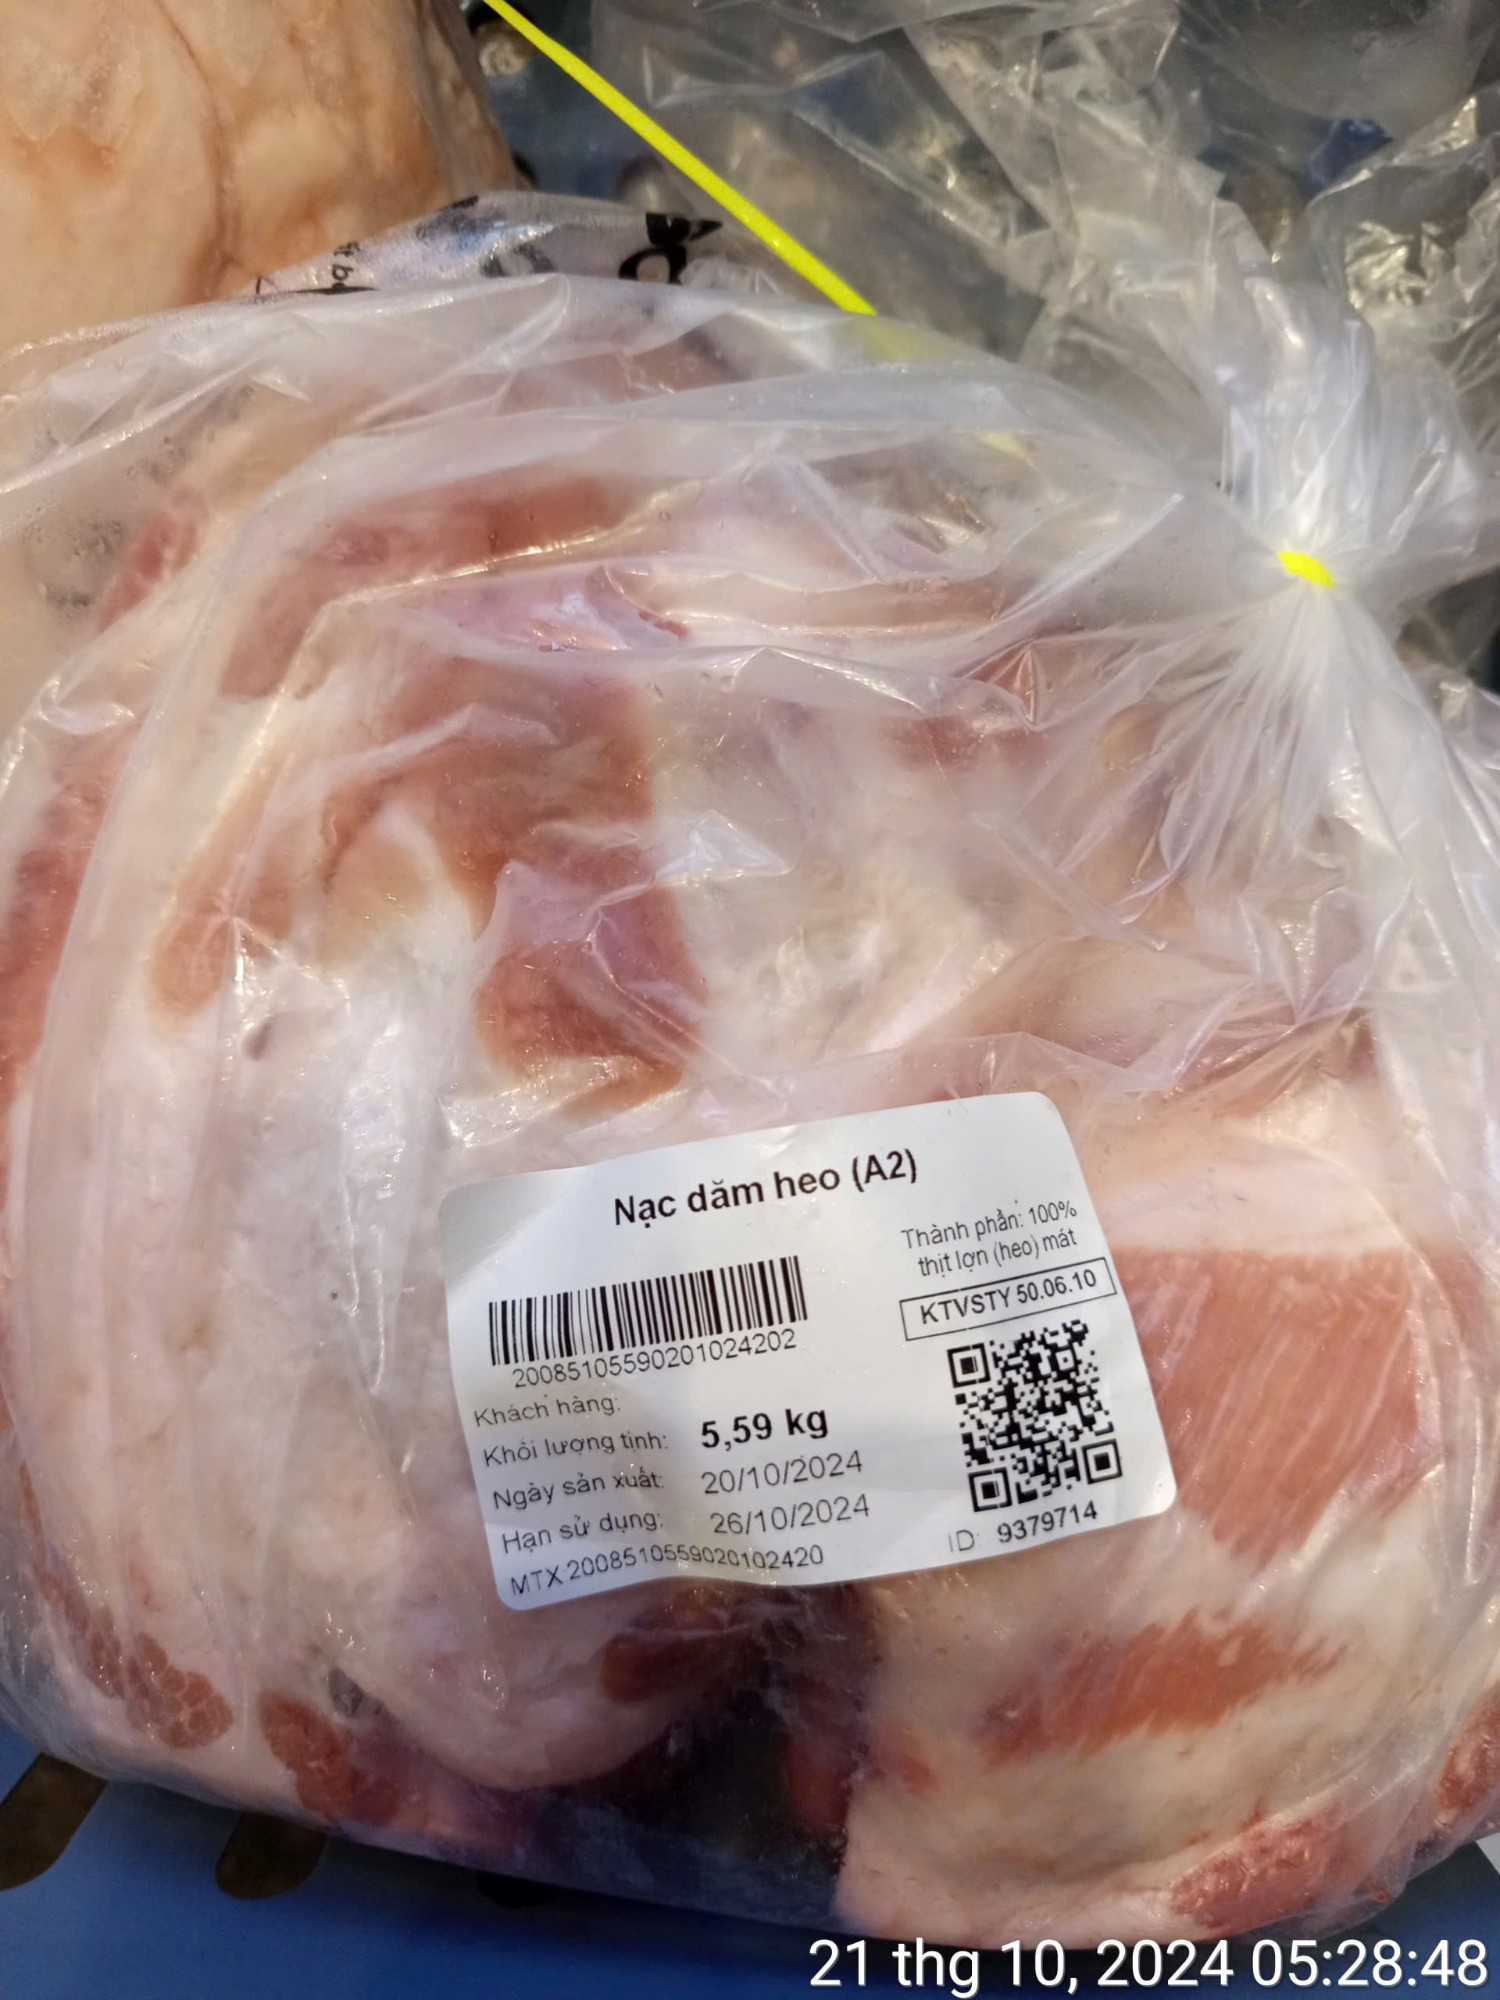 Nạc dăm heo (A2)
Thành phần: 100%
thịt lợn (heo) mát
KTVSTY 50.06.10
20085105590201024202
Khách hàng:
Khối lượng tịnh: 5,59 kg
Ngày sản xuất: 20/10/2024
Hạn sử dụng: 26/10/2024
MTX:2008510559020102420
ID: 9379714
21 thg 10, 2024 05:28:48